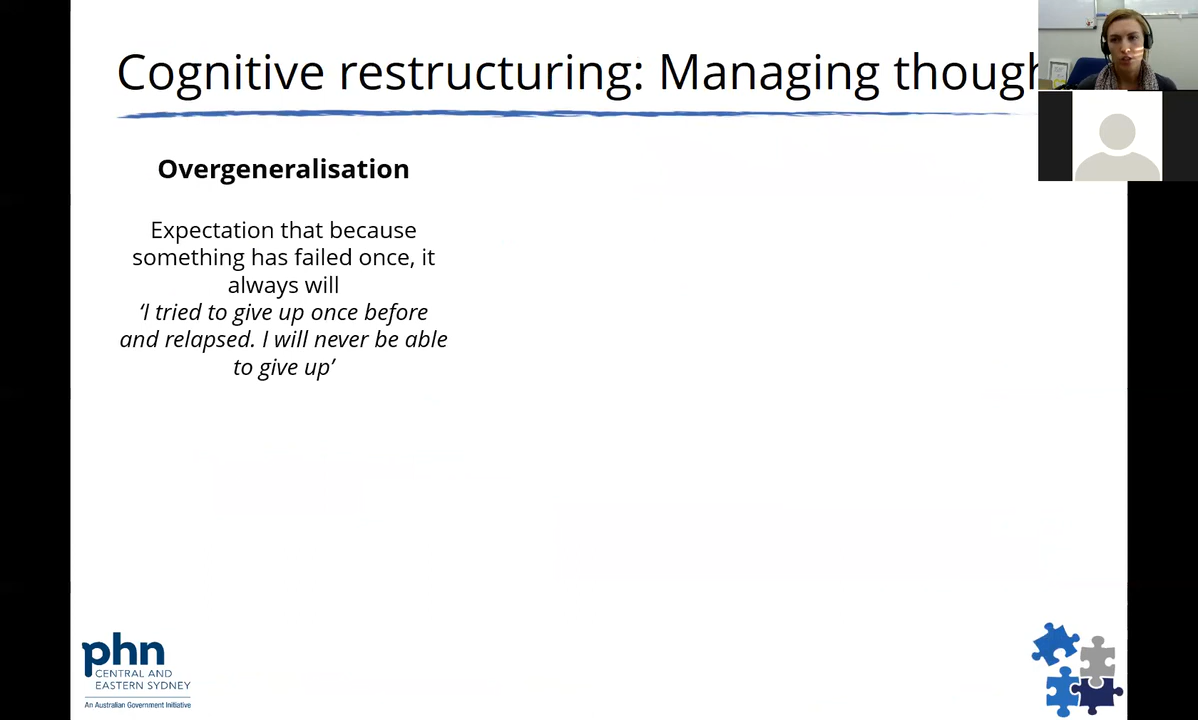 Cognitive restructuring: Managing though
Overgeneralisation
Expectation that because
something has failed once, it
always will
‘I tried to give up once before
and relapsed. I will never be able
to give up’
phn
CENTRAL AND
EASTERN SYDNEY
An Australian Government Initiative